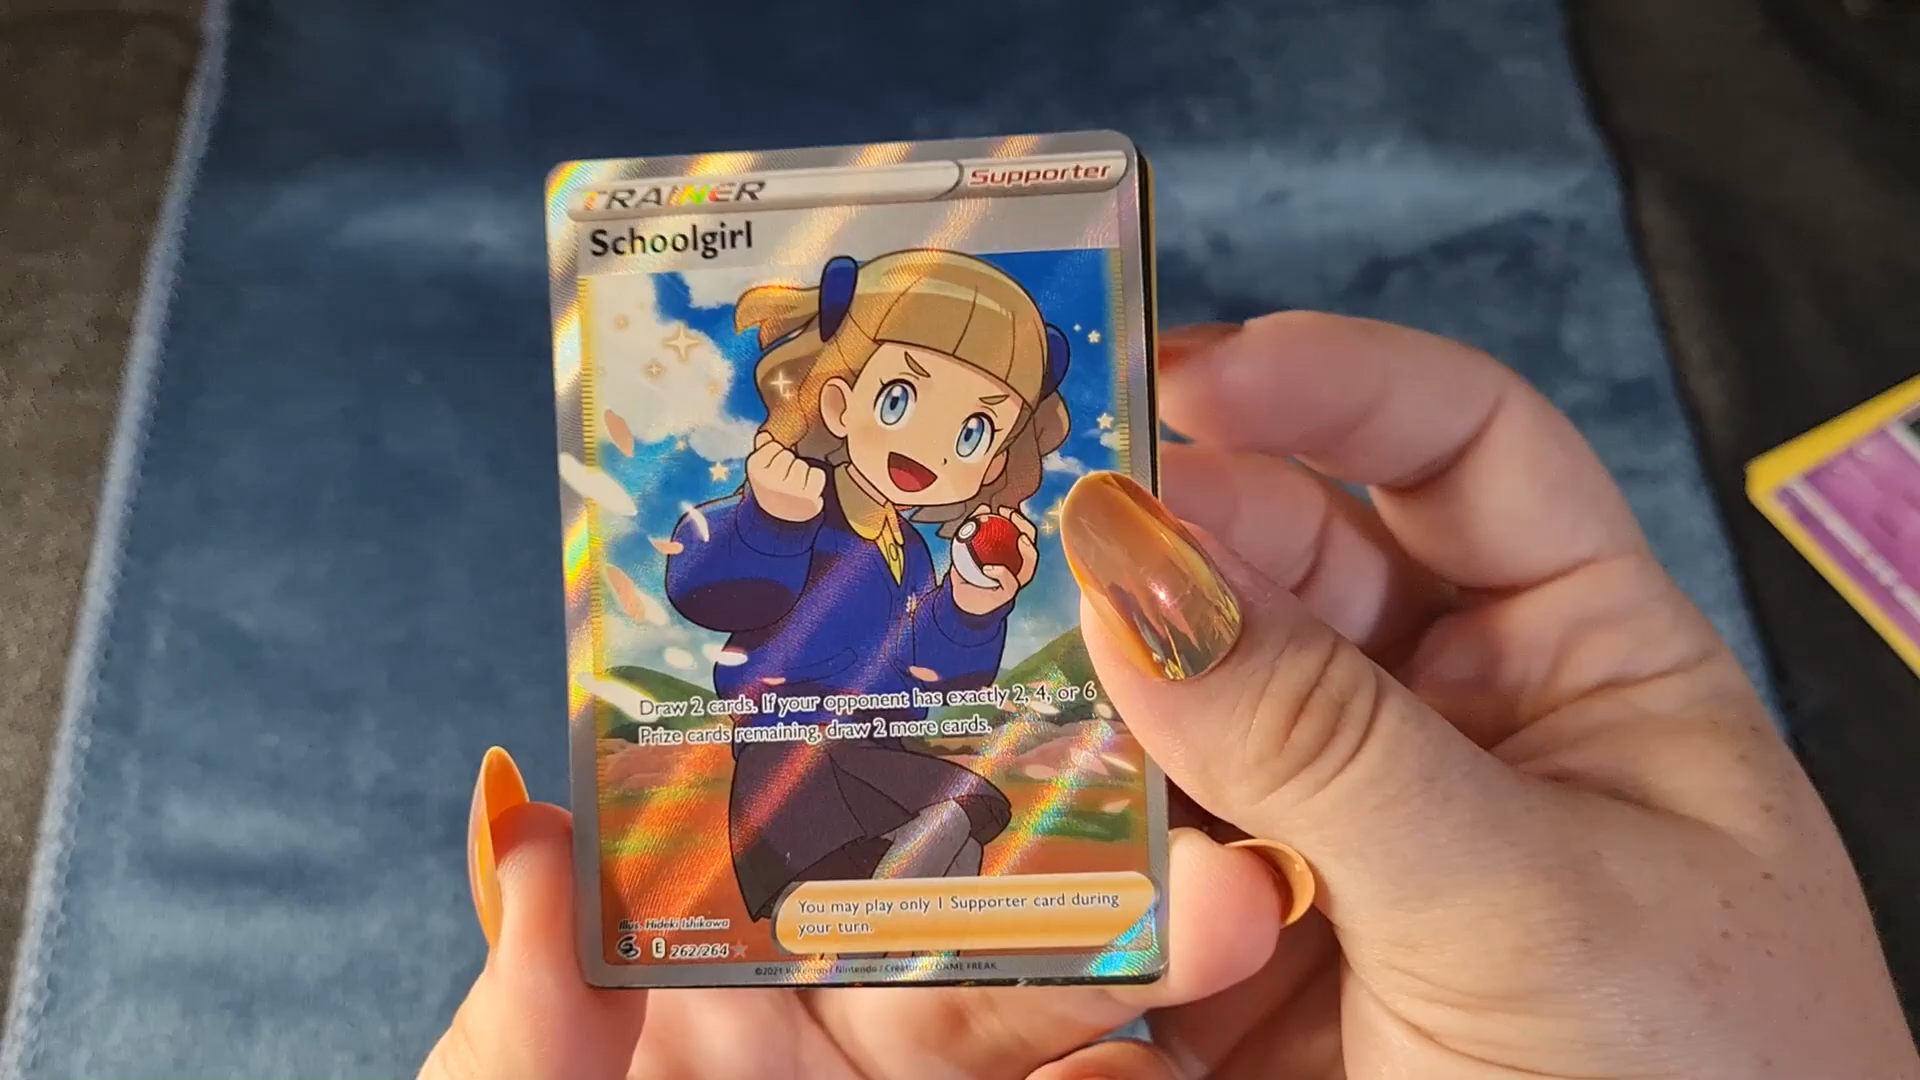 TRAINER
Supporter
Schoolgirl
Draw 2 cards. If your opponent has exactly 2, 4, or 6
Prize cards remaining, draw 2 more cards.
You may play only 1 Supporter card during
your turn.
Illus. Hideki Ishikawa
E 262/264
©2021 Pokémon / Nintendo / Creatures / GAME FREAK